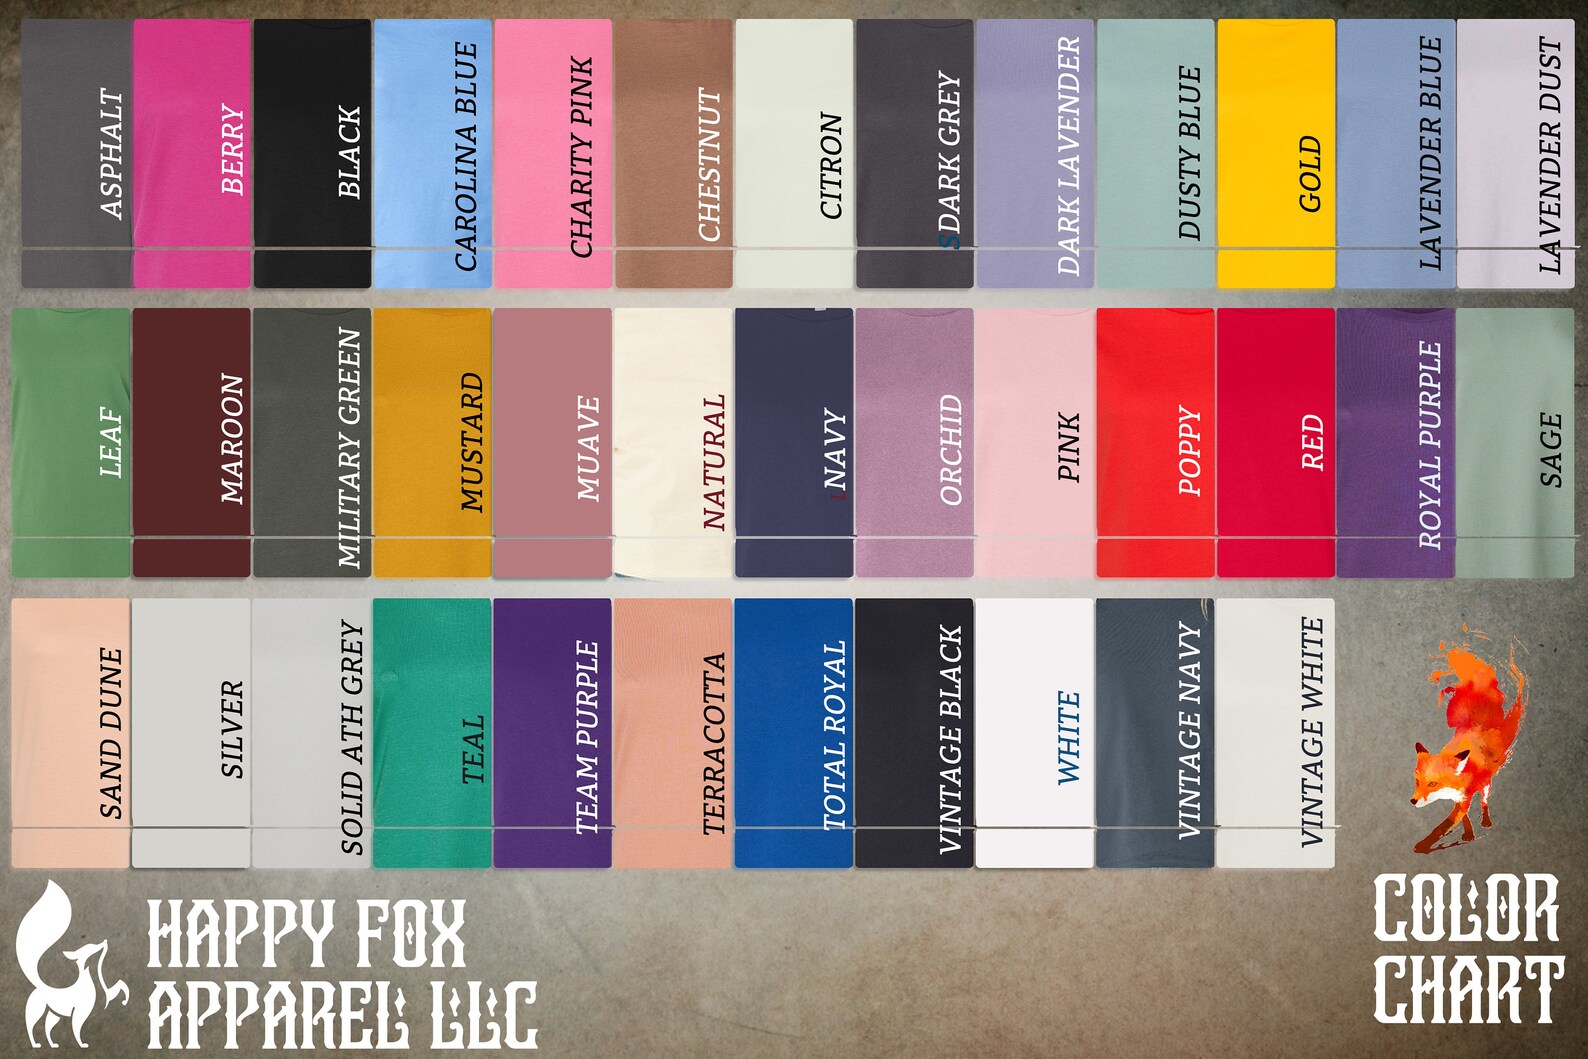 ASPHALT
BERRY
BLACK
CAROLINA BLUE
CHARITY PINK
CHESTNUT
CITRON
SDARK GREY
DARK LAVENDER
DUSTY BLUE
GOLD
LAVENDER BLUE
LAVENDER DUST
LEAF
MAROON
MILITARY GREEN
MUSTARD
MUAVE
NATURAL
LNAVY
ORCHID
PINK
POPPY
RED
ROYAL PURPLE
SAGE
SAND DUNE
SILVER
SOLID ATH GREY
TEAL
TEAM PURPLE
TERRACOTTA
TOTAL ROYAL
VINTAGE BLACK
WHITE
VINTAGE NAVY
VINTAGE WHITE
HAPPY FOX
APPAREL LLC
COLOR
CHART